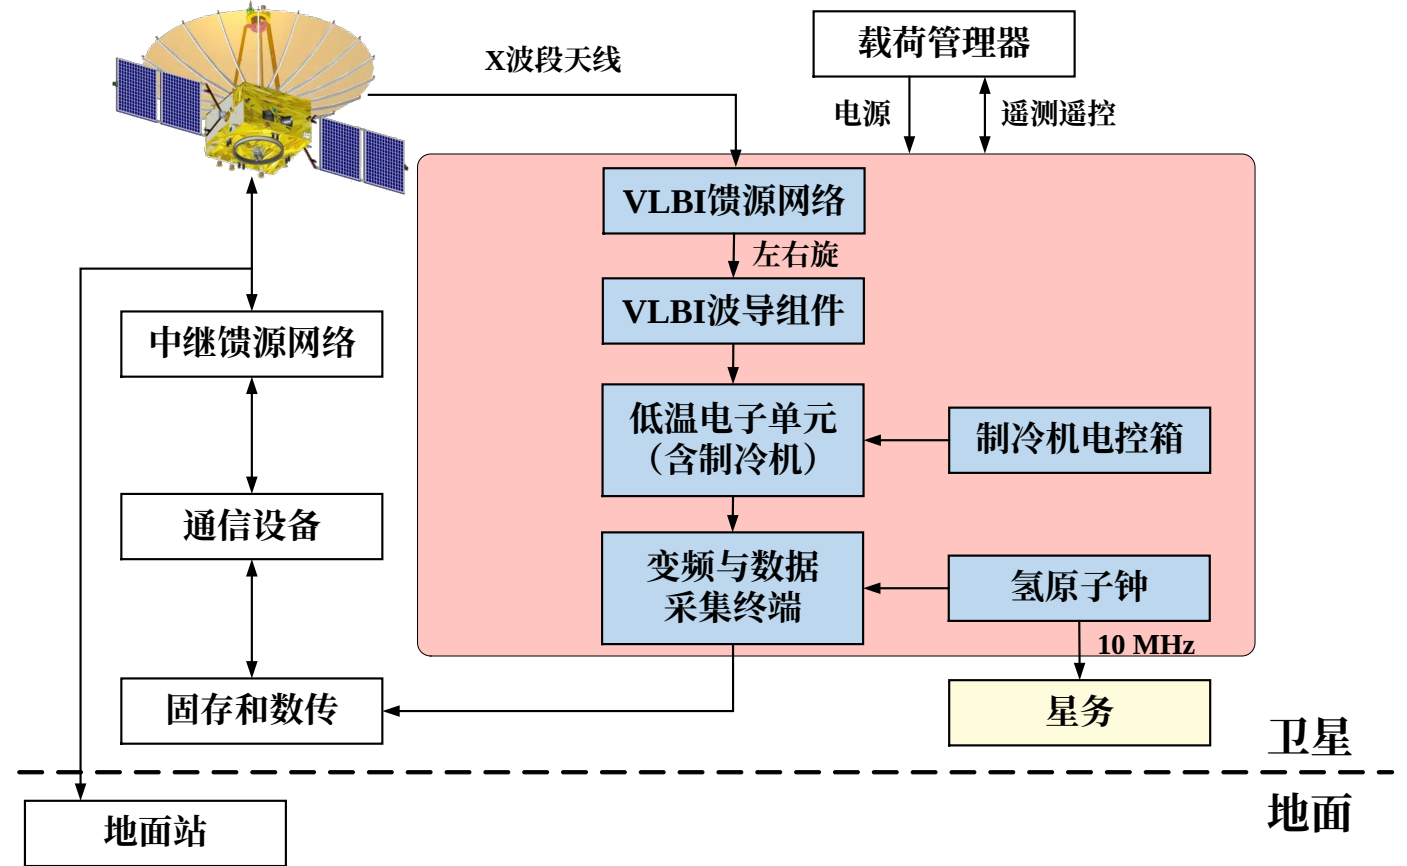 X波段天线
载荷管理器
电源
遥测遥控
VLBI馈源网络
左右旋
VLBI波导组件
中继馈源网络
低温电子单元
（含制冷机）
制冷机电控箱
通信设备
变频与数据
采集终端
氢原子钟
10 MHz
固存和数传
星务
卫星
地面
地面站